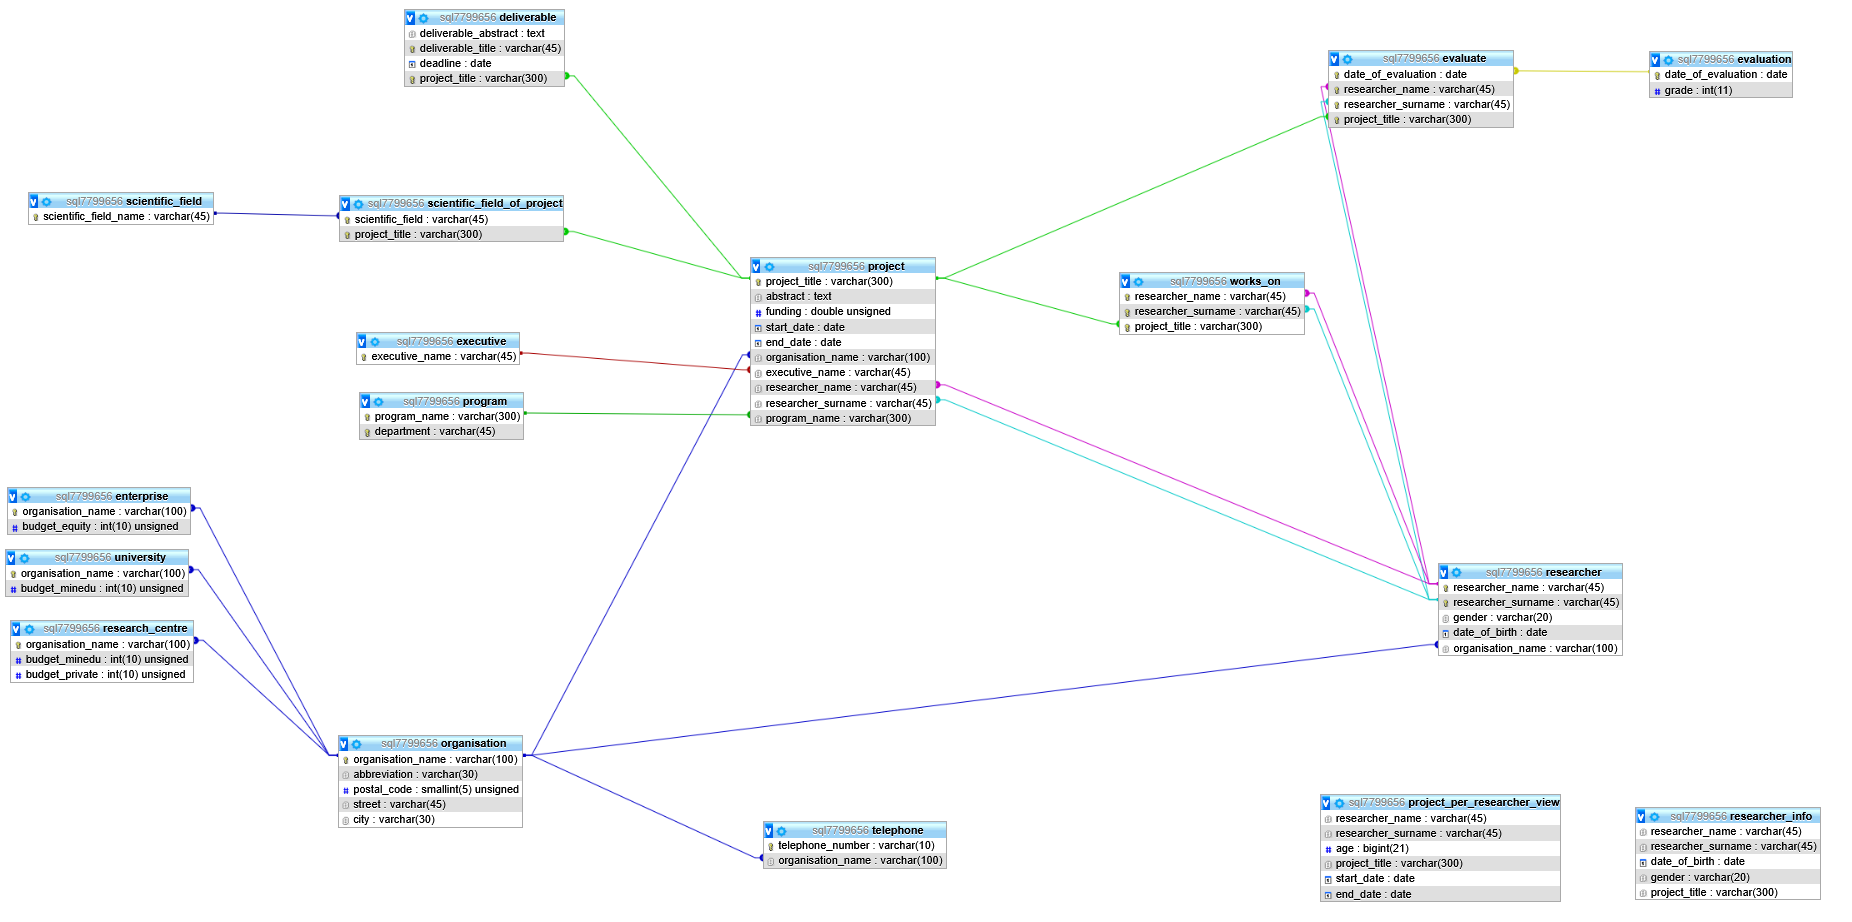 sql7799656 deliverable
deliverable_abstract : text
deliverable_title : varchar(45)
deadline : date
project_title : varchar(300)
sql7799656 evaluate
date_of_evaluation : date
researcher_name : varchar(45)
researcher_surname : varchar(45)
project_title : varchar(300)
sql7799656 evaluation
date_of_evaluation : date
grade : int(11)
sql7799656 scientific_field
scientific_field_name : varchar(45)
sql7799656 scientific_field_of_project
scientific_field : varchar(45)
project_title : varchar(300)
sql7799656 project
project_title : varchar(300)
abstract : text
funding : double unsigned
start_date : date
end_date : date
organisation_name : varchar(100)
executive_name : varchar(45)
researcher_name : varchar(45)
researcher_surname : varchar(45)
program_name : varchar(300)
sql7799656 works_on
researcher_name : varchar(45)
researcher_surname : varchar(45)
project_title : varchar(300)
sql7799656 executive
executive_name : varchar(45)
sql7799656 program
program_name : varchar(300)
department : varchar(45)
sql7799656 enterprise
organisation_name : varchar(100)
budget_equity : int(10) unsigned
sql7799656 university
organisation_name : varchar(100)
budget_minedu : int(10) unsigned
sql7799656 research_centre
organisation_name : varchar(100)
budget_minedu : int(10) unsigned
budget_private : int(10) unsigned
sql7799656 researcher
researcher_name : varchar(45)
researcher_surname : varchar(45)
gender : varchar(20)
date_of_birth : date
organisation_name : varchar(100)
sql7799656 organisation
organisation_name : varchar(100)
abbreviation : varchar(30)
postal_code : smallint(5) unsigned
street : varchar(45)
city : varchar(30)
sql7799656 telephone
telephone_number : varchar(10)
organisation_name : varchar(100)
sql7799656 project_per_researcher_view
researcher_name : varchar(45)
researcher_surname : varchar(45)
age : bigint(21)
project_title : varchar(300)
start_date : date
end_date : date
sql7799656 researcher_info
researcher_name : varchar(45)
researcher_surname : varchar(45)
date_of_birth : date
gender : varchar(20)
project_title : varchar(300)